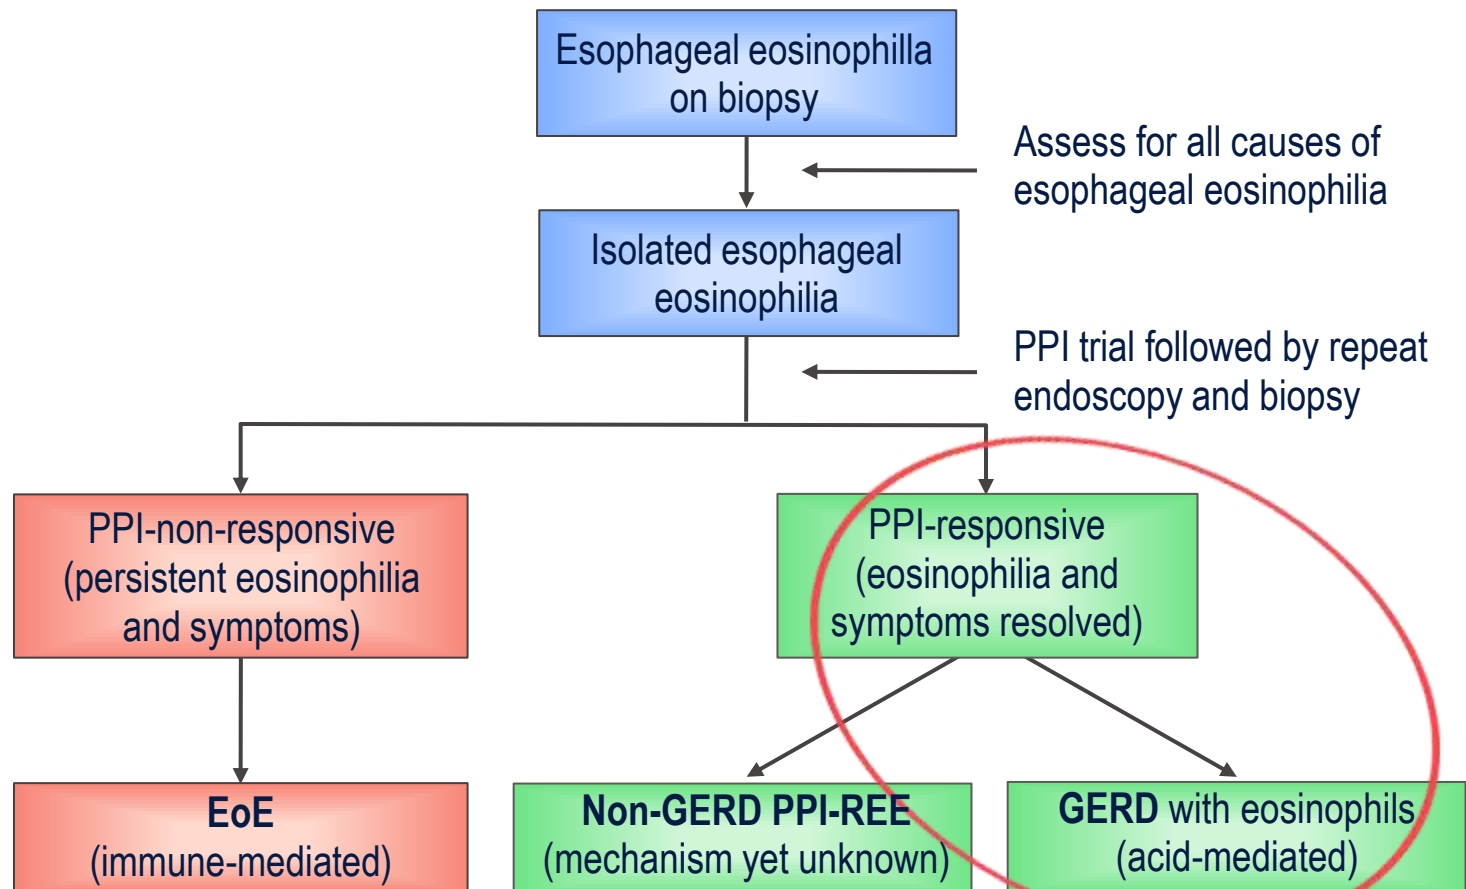 Esophageal eosinophilla
on biopsy
Assess for all causes of
esophageal eosinophilia
Isolated esophageal
eosinophilia
PPI trial followed by repeat
endoscopy and biopsy
PPI-non-responsive
(persistent eosinophilia
and symptoms)
PPI-responsive
(eosinophilia and
symptoms resolved)
EoE
(immune-mediated)
Non-GERD PPI-REE
(mechanism yet unknown)
GERD with eosinophils
(acid-mediated)